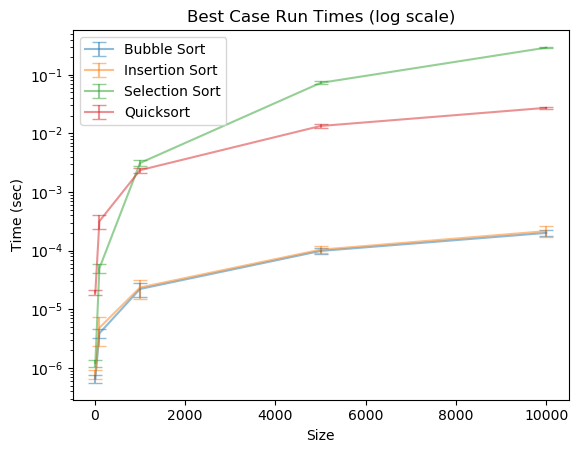 Best Case Run Times (log scale)
Bubble Sort
Insertion Sort
Selection Sort
Quicksort
Time (sec)
10⁻¹
10⁻²
10⁻³
10⁻⁴
10⁻⁵
10⁻⁶
0 2000 4000 6000 8000 10000
Size